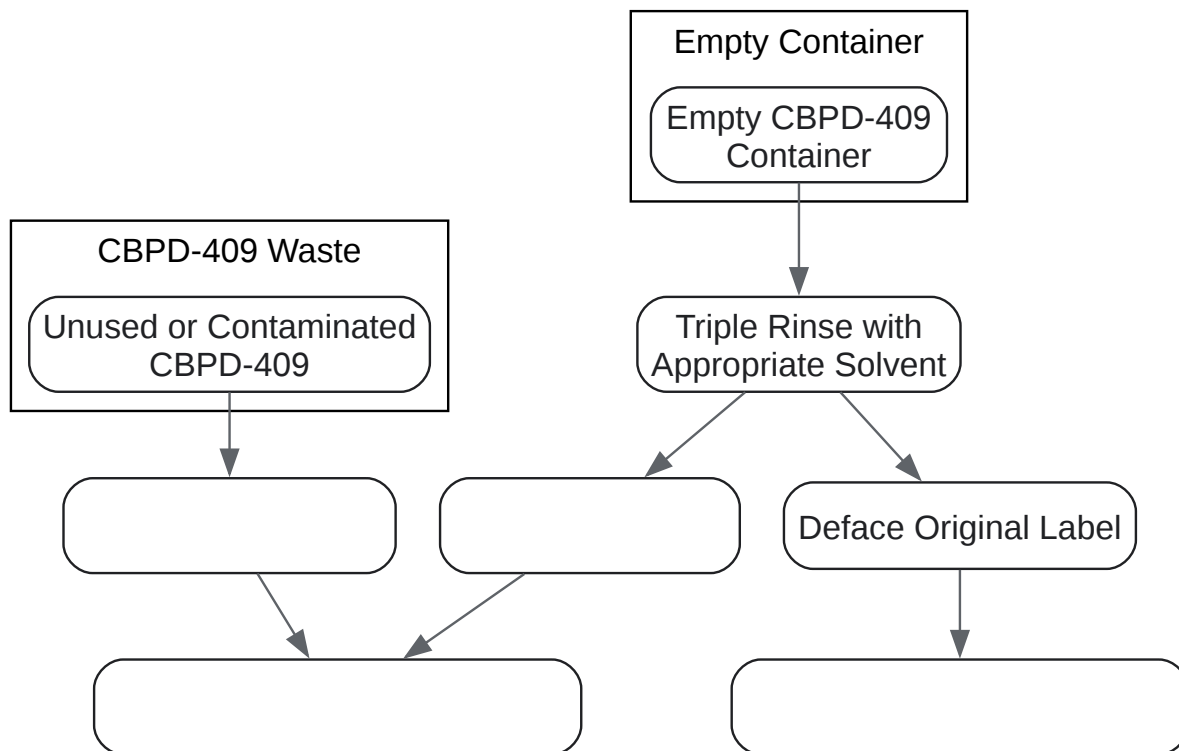 Empty Container
Empty CBPD-409
Container
CBPD-409 Waste
Unused or Contaminated
CBPD-409
Triple Rinse with
Appropriate Solvent
Deface Original Label